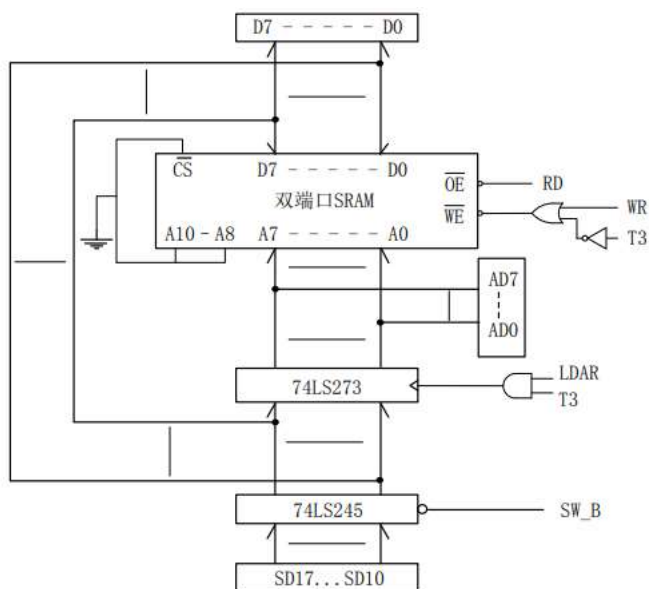 D7 - - - - - D0
CS D7 - - - - - D0 OE RD
双端口SRAM
WE WR
A10 - A8 A7 - - - - - A0 T3
AD7
AD0
74LS273 LDAR
T3
74LS245 SW_B
SD17...SD10